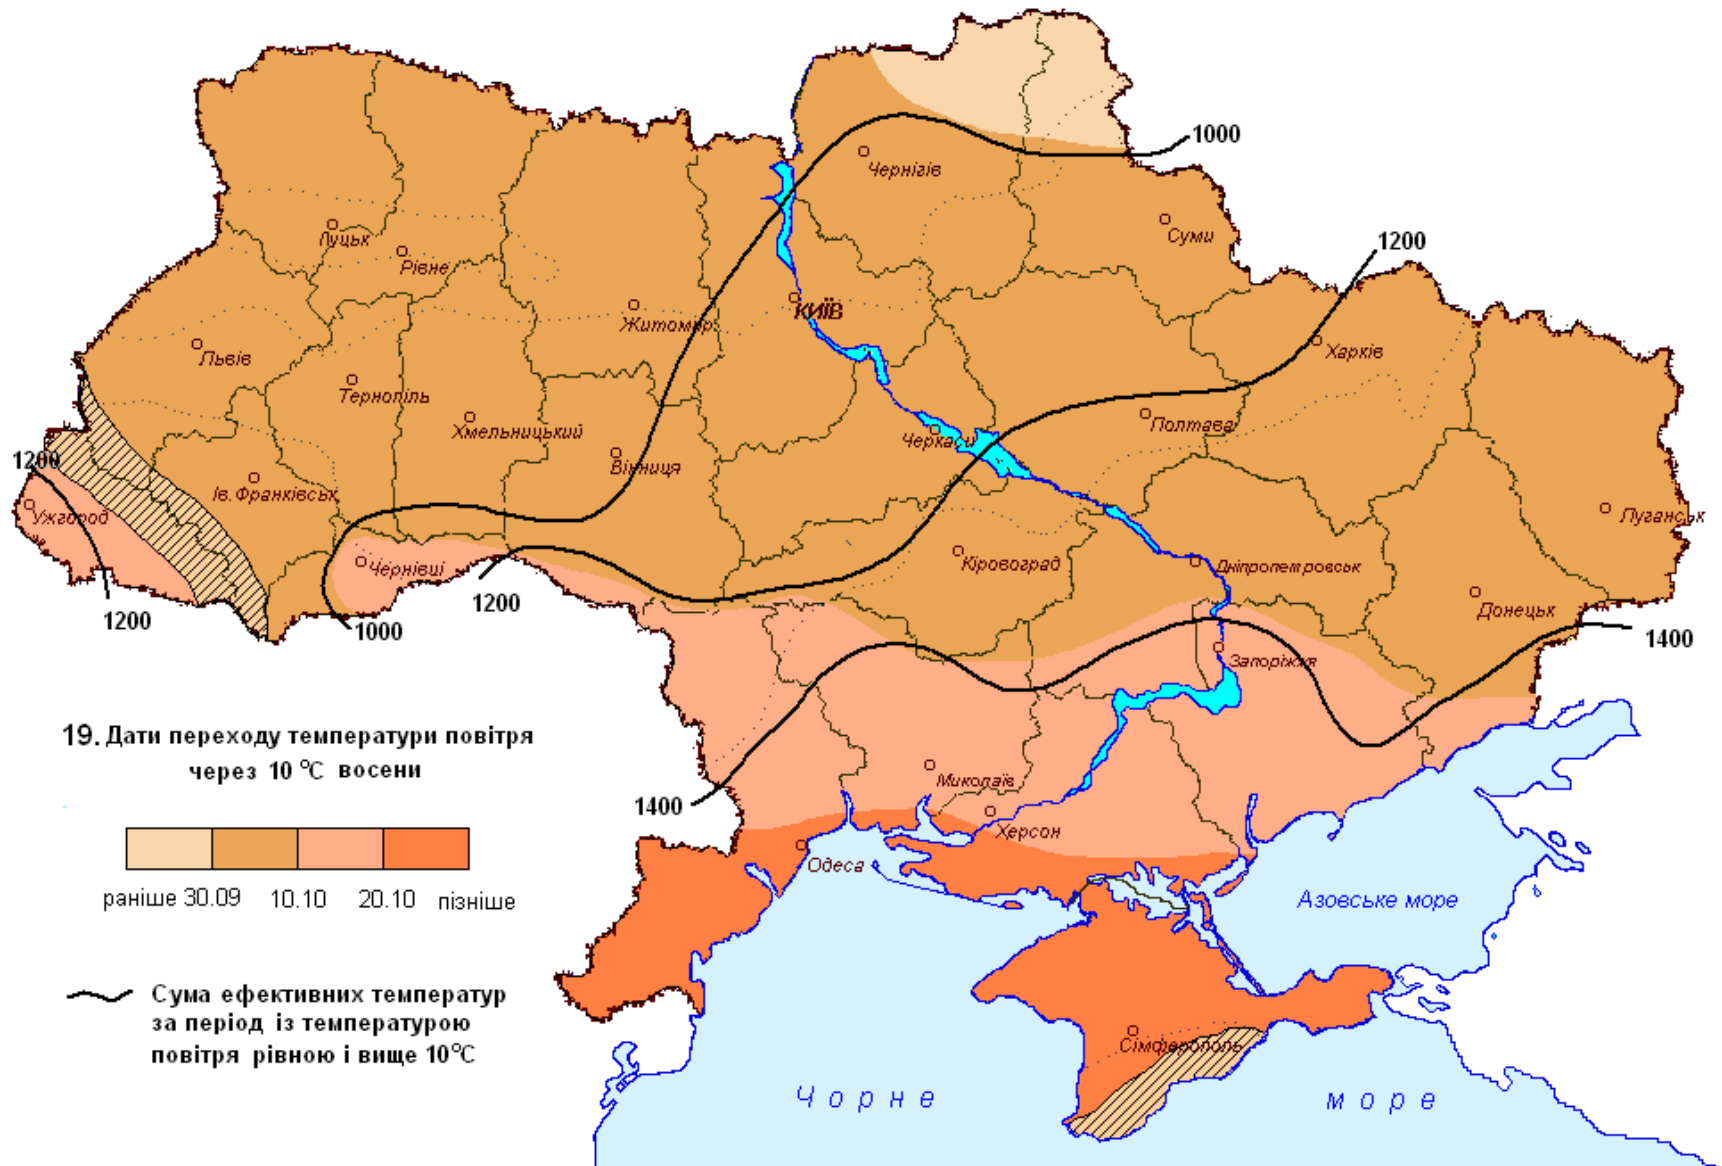 1000
Чернігів
Суми
1200
Луцьк
Рівне
Житомир
КИЇВ
Харків
Львів
Тернопіль
Хмельницький
Вінниця
Черкаси
Полтава
1200
Ів. Франківськ
Ужгород
Луганськ
Чернівці
Кіровоград
Дніпропетровськ
1200
1200
1000
Донецьк
1400
Запоріжжя
19. Дати переходу температури повітря
через 10 °С восени
Миколаїв
1400
Херсон
Одеса
раніше 30.09 10.10 20.10 пізніше
Азовське море
Сума ефективних температур
за період із температурою
повітря рівною і вище 10°С
Сімферополь
Чорне море